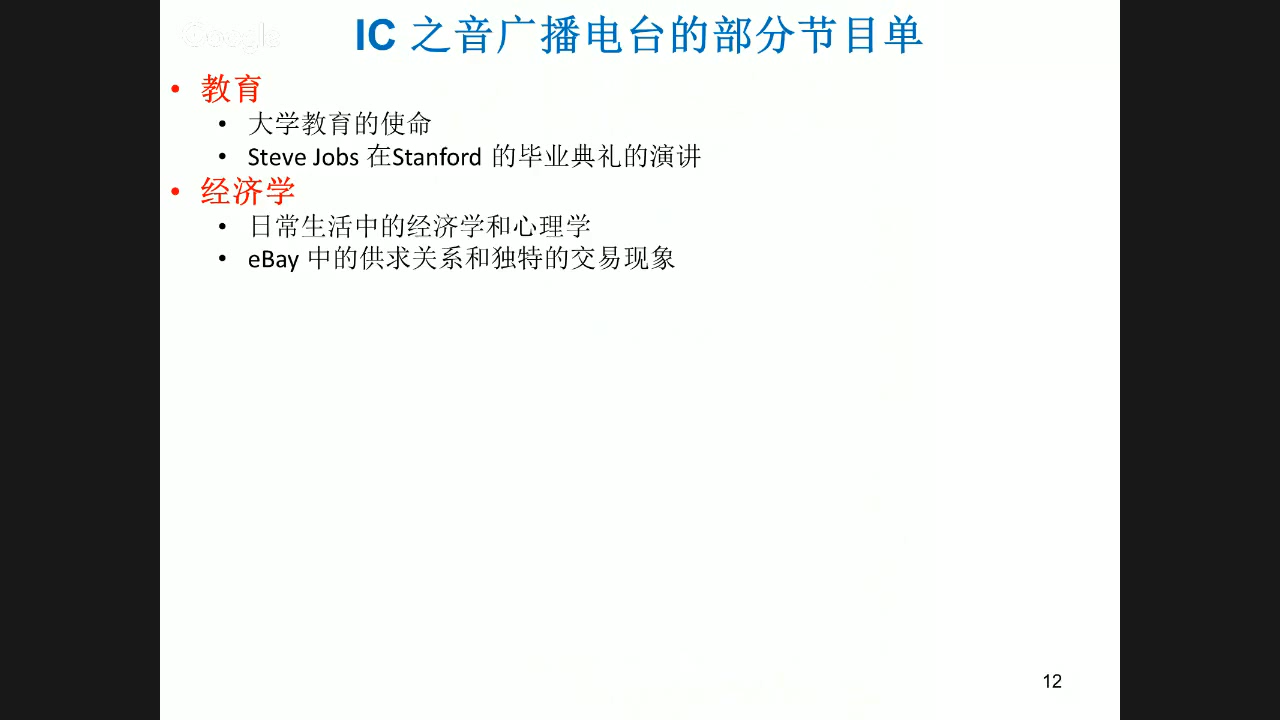 Google
IC 之音广播电台的部分节目单
• 教育
• 大学教育的使命
• Steve Jobs 在Stanford 的毕业典礼的演讲
• 经济学
• 日常生活中的经济学和心理学
• eBay 中的供求关系和独特的交易现象
12